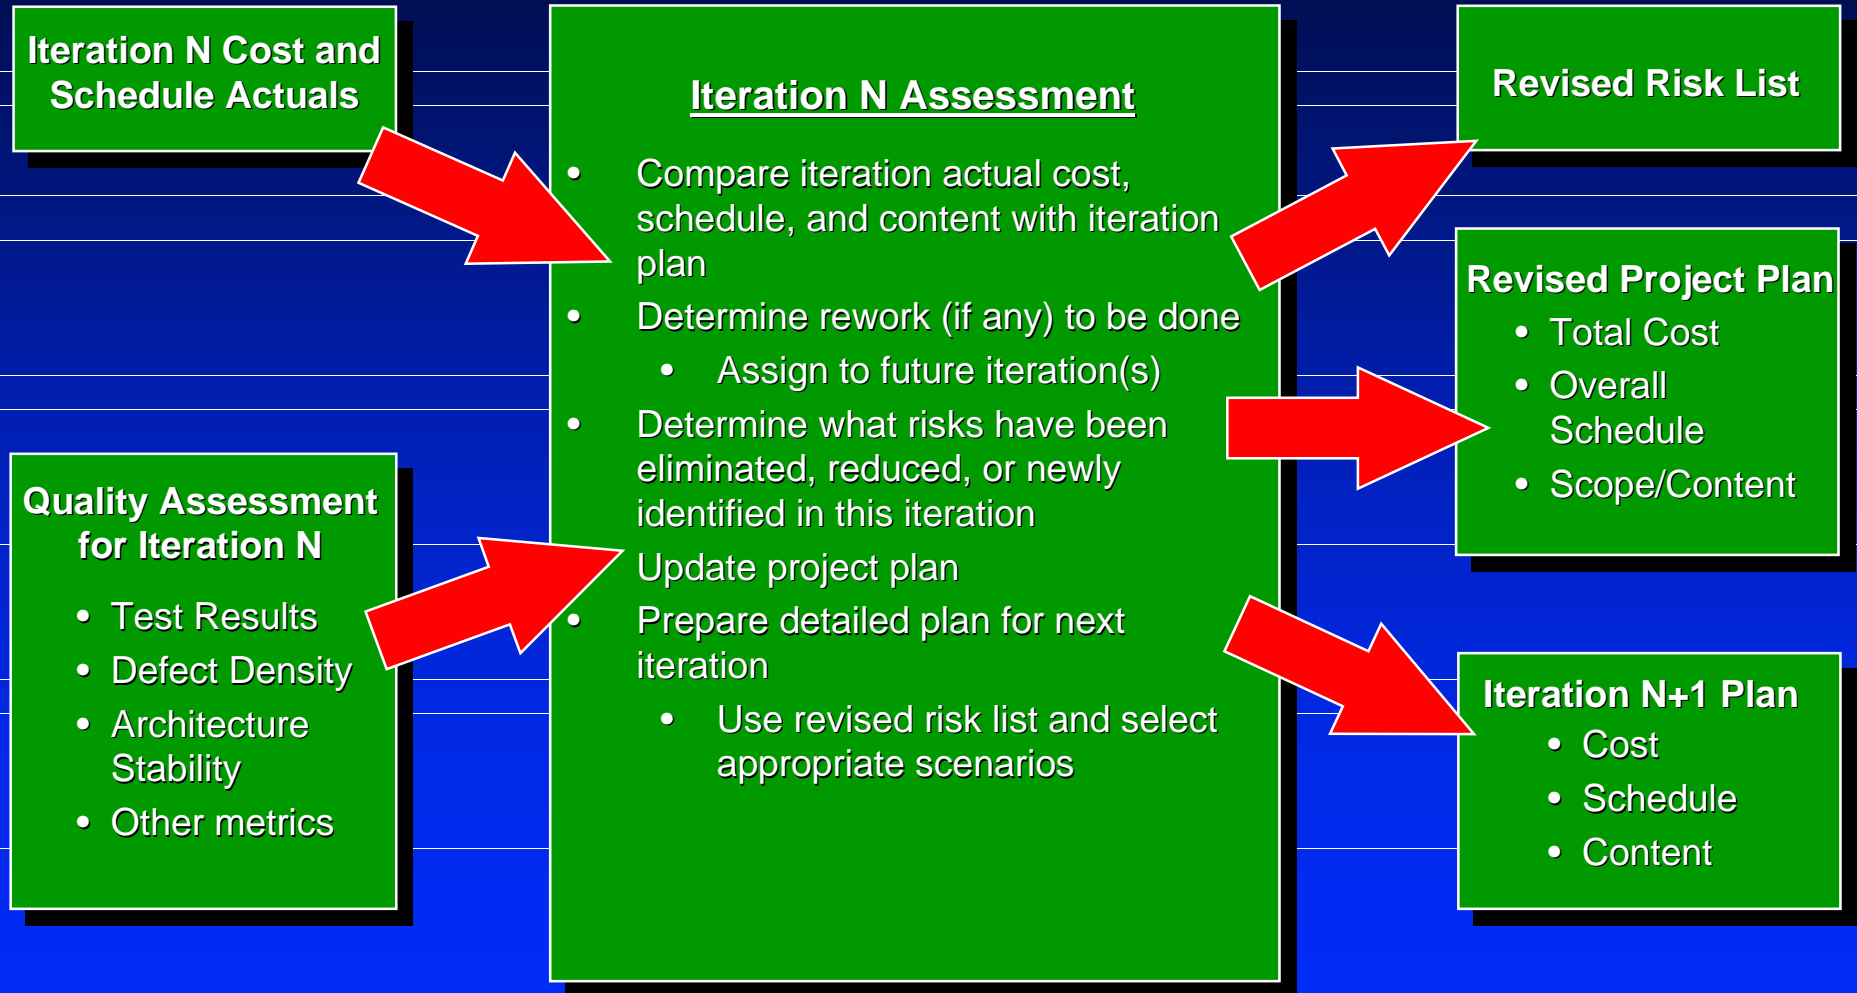 Iteration N Cost and
Schedule Actuals
Quality Assessment
for Iteration N
• Test Results
• Defect Density
• Architecture
Stability
• Other metrics
Iteration N Assessment
• Compare iteration actual cost,
schedule, and content with iteration
plan
• Determine rework (if any) to be done
• Assign to future iteration(s)
• Determine what risks have been
eliminated, reduced, or newly
identified in this iteration
Update project plan
• Prepare detailed plan for next
iteration
• Use revised risk list and select
appropriate scenarios
Revised Risk List
Revised Project Plan
• Total Cost
• Overall
Schedule
• Scope/Content
Iteration N+1 Plan
• Cost
• Schedule
• Content